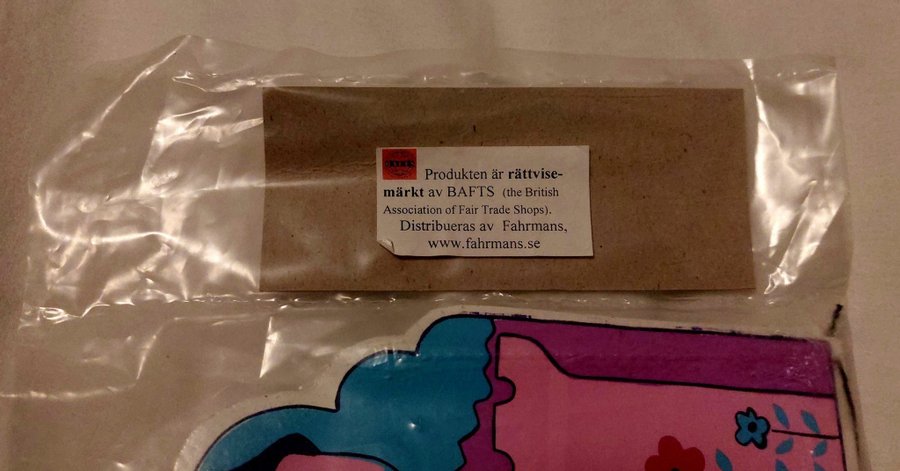 Produkten är rättvise-
märkt av BAFTS (the British
Association of Fair Trade Shops).
Distribueras av Fahrmans,
www.fahrmans.se